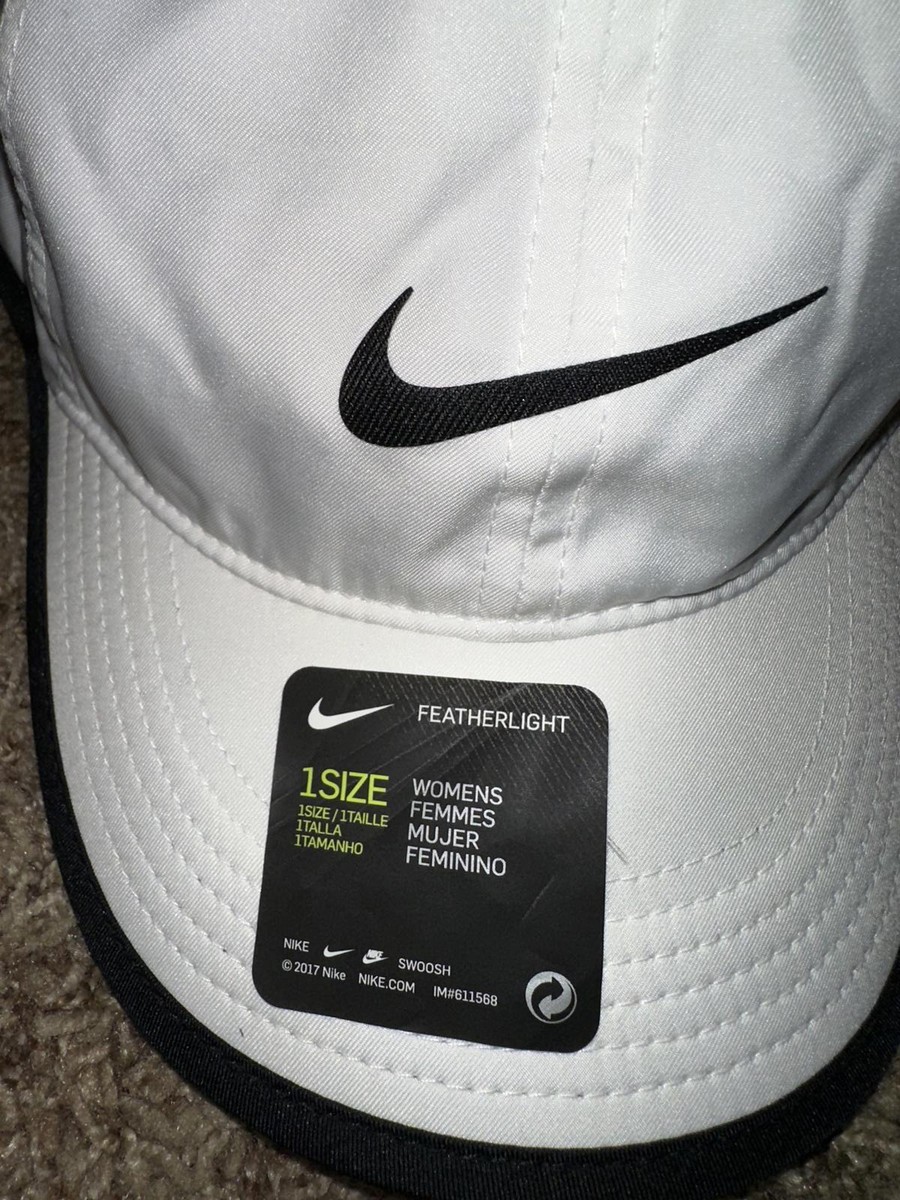 FEATHERLIGHT
1SIZE
1SIZE / 1TAILLE
1TALLA
1TAMANHO
WOMENS
FEMMES
MUJER
FEMININO
NIKE SWOOSH
© 2017 Nike NIKE.COM IM#611568